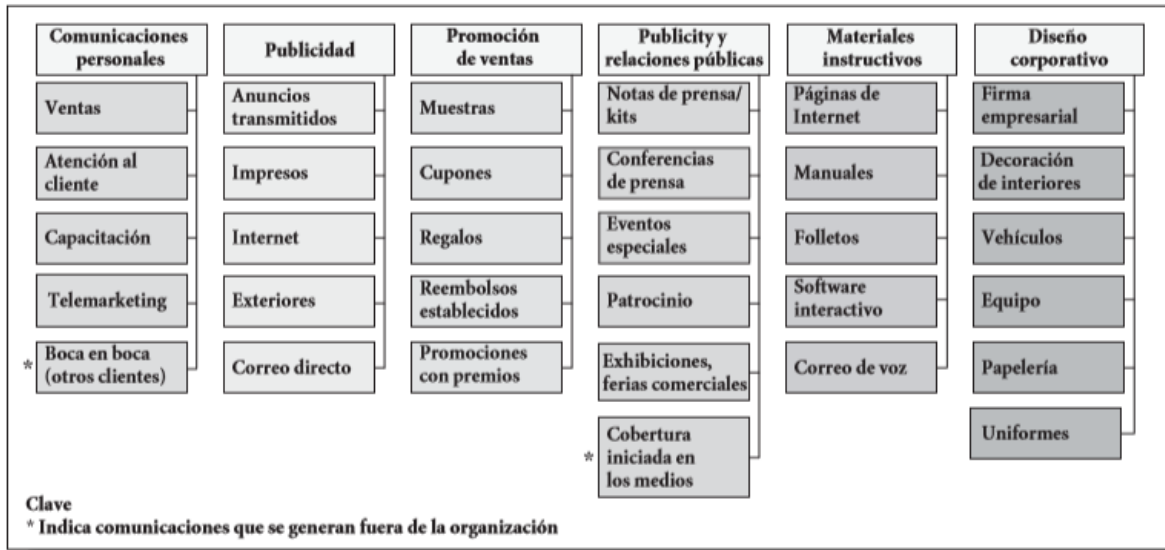 Comunicaciones
personales
Ventas
Atención al
cliente
Capacitación
Telemarketing
* Boca en boca
(otros clientes)
Publicidad
Anuncios
transmitidos
Impresos
Internet
Exteriores
Correo directo
Promoción
de ventas
Muestras
Cupones
Regalos
Reembolsos
establecidos
Promociones
con premios
Publicity y
relaciones públicas
Notas de prensa/
kits
Conferencias
de prensa
Eventos
especiales
Patrocinio
Exhibiciones,
ferias comerciales
Cobertura
* iniciada en
los medios
Materiales
instructivos
Páginas de
Internet
Manuales
Folletos
Software
interactivo
Correo de voz
Diseño
corporativo
Firma
empresarial
Decoración
de interiores
Vehículos
Equipo
Papelería
Uniformes
Clave
* Indica comunicaciones que se generan fuera de la organización